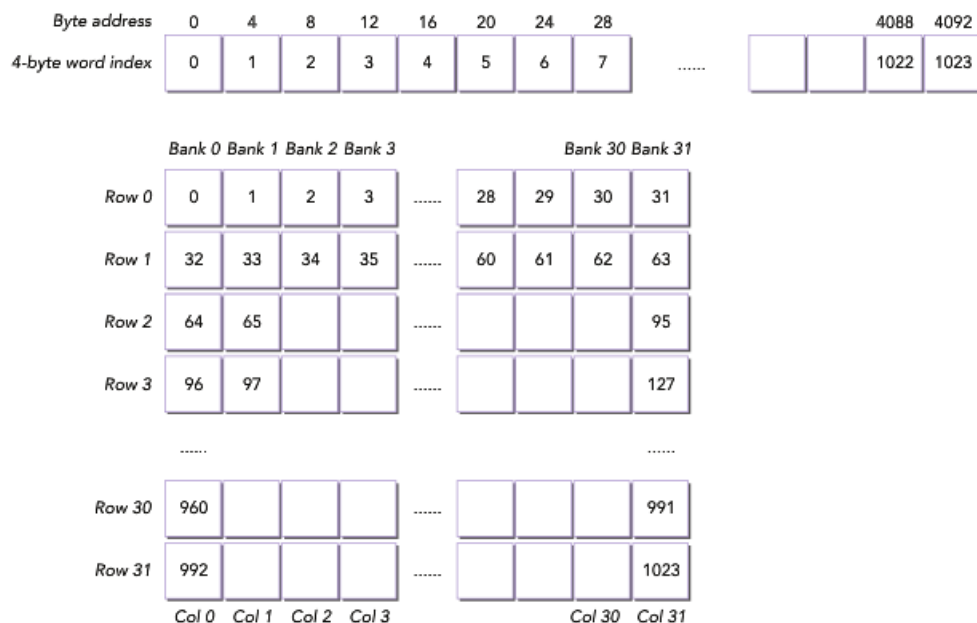 Byte address 0 4 8 12 16 20 24 28 4088 4092
4-byte word index 0 1 2 3 4 5 6 7 ...... 1022 1023
Bank 0 Bank 1 Bank 2 Bank 3 Bank 30 Bank 31
Row 0 0 1 2 3 ...... 28 29 30 31
Row 1 32 33 34 35 ...... 60 61 62 63
Row 2 64 65 ...... 95
Row 3 96 97 ...... 127
...... ......
Row 30 960 ...... 991
Row 31 992 ...... 1023
Col 0 Col 1 Col 2 Col 3 Col 30 Col 31